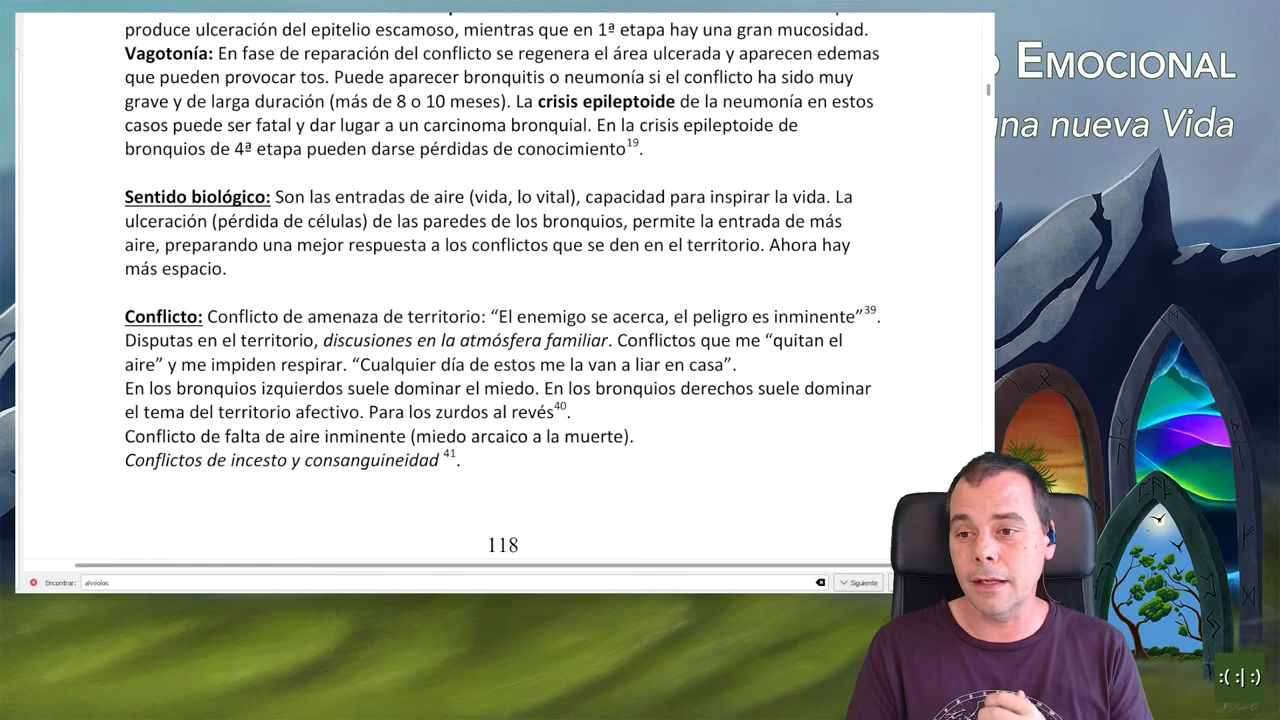 produce ulceración del epitelio escamoso, mientras que en 1ª etapa hay una gran mucosidad.
Vagotonía: En fase de reparación del conflicto se regenera el área ulcerada y aparecen edemas
que pueden provocar tos. Puede aparecer bronquitis o neumonía si el conflicto ha sido muy
grave y de larga duración (más de 8 o 10 meses). La crisis epileptoide de la neumonía en estos
casos puede ser fatal y dar lugar a un carcinoma bronquial. En la crisis epileptoide de
bronquios de 4ª etapa pueden darse pérdidas de conocimiento19.
Sentido biológico: Son las entradas de aire (vida, lo vital), capacidad para inspirar la vida. La
ulceración (pérdida de células) de las paredes de los bronquios, permite la entrada de más
aire, preparando una mejor respuesta a los conflictos que se den en el territorio. Ahora hay
más espacio.
Conflicto: Conflicto de amenaza de territorio: “El enemigo se acerca, el peligro es inminente”39.
Disputas en el territorio, discusiones en la atmósfera familiar. Conflictos que me “quitan el
aire” y me impiden respirar. “Cualquier día de estos me la van a liar en casa”.
En los bronquios izquierdos suele dominar el miedo. En los bronquios derechos suele dominar
el tema del territorio afectivo. Para los zurdos al revés40.
Conflicto de falta de aire inminente (miedo arcaico a la muerte).
Conflictos de incesto y consanguineidad 41.
118
Encontrar: alveolos
Siguiente
EMOCIONAL
una nueva Vida
:( :| :)